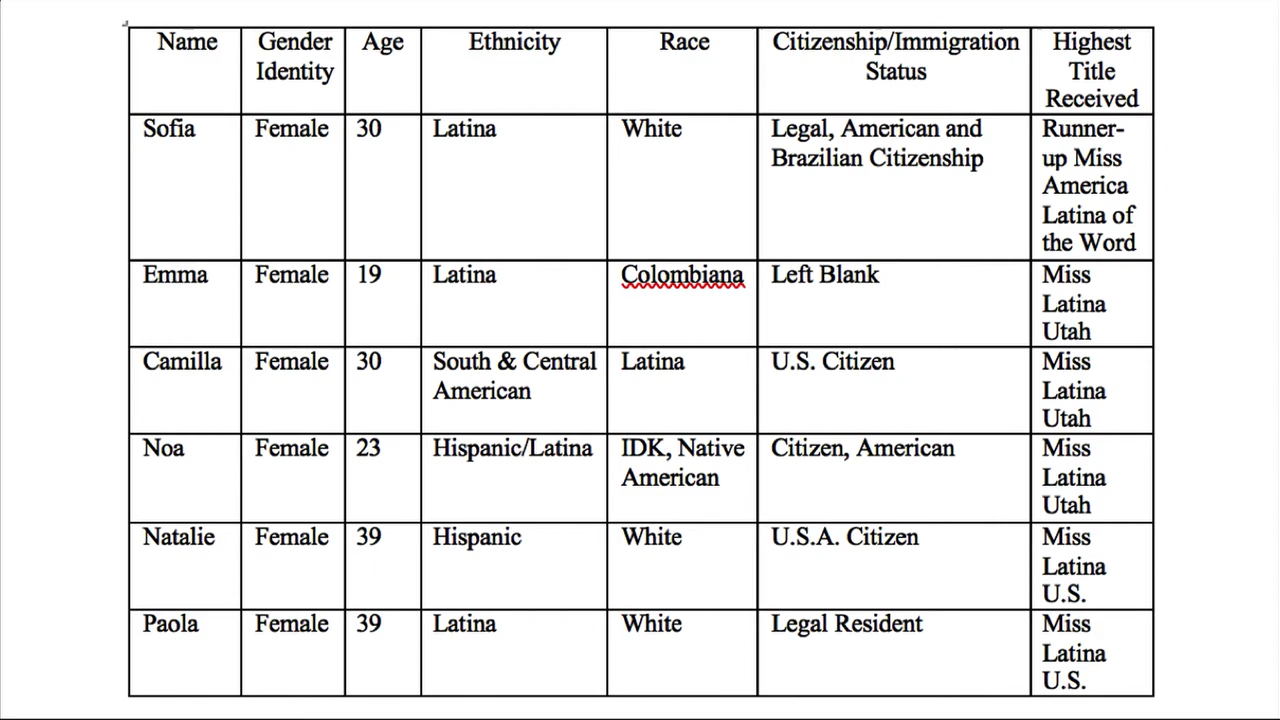 Name Gender Identity Age Ethnicity Race Citizenship/Immigration Status Highest Title Received
Sofia Female 30 Latina White Legal, American and Brazilian Citizenship Runner-up Miss America Latina of the Word
Emma Female 19 Latina Colombiana Left Blank Miss Latina Utah
Camilla Female 30 South & Central American Latina U.S. Citizen Miss Latina Utah
Noa Female 23 Hispanic/Latina IDK, Native American Citizen, American Miss Latina Utah
Natalie Female 39 Hispanic White U.S.A. Citizen Miss Latina U.S.
Paola Female 39 Latina White Legal Resident Miss Latina U.S.